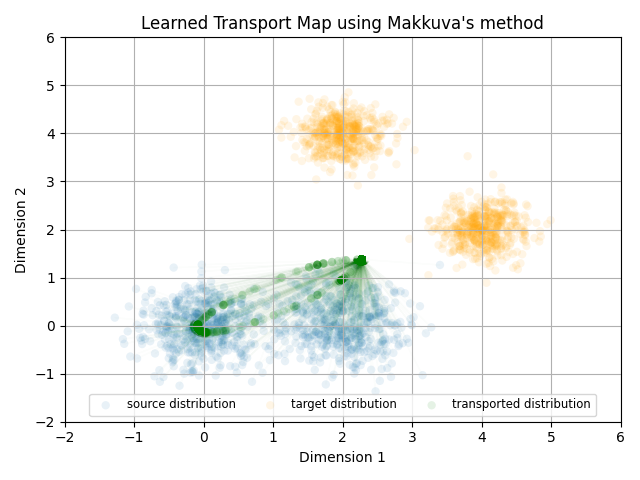 Learned Transport Map using Makkuva's method
6
5
4
3
2
1
0
−1
−2
Dimension 2
source distribution target distribution transported distribution
−2 −1 0 1 2 3 4 5 6
Dimension 1